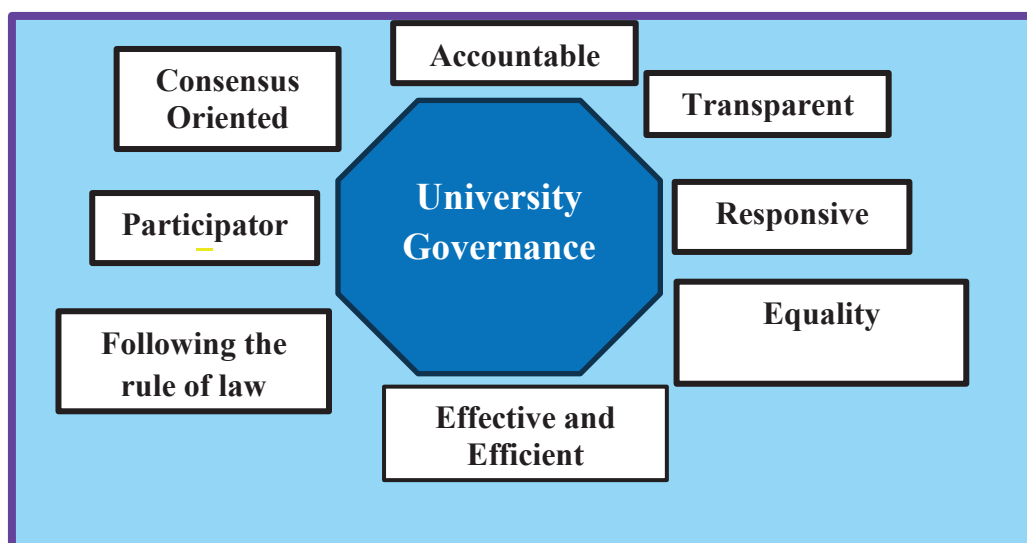 Accountable
Consensus
Oriented
Transparent
University
Governance
Participator
Responsive
Following the
rule of law
Equality
Effective and
Efficient